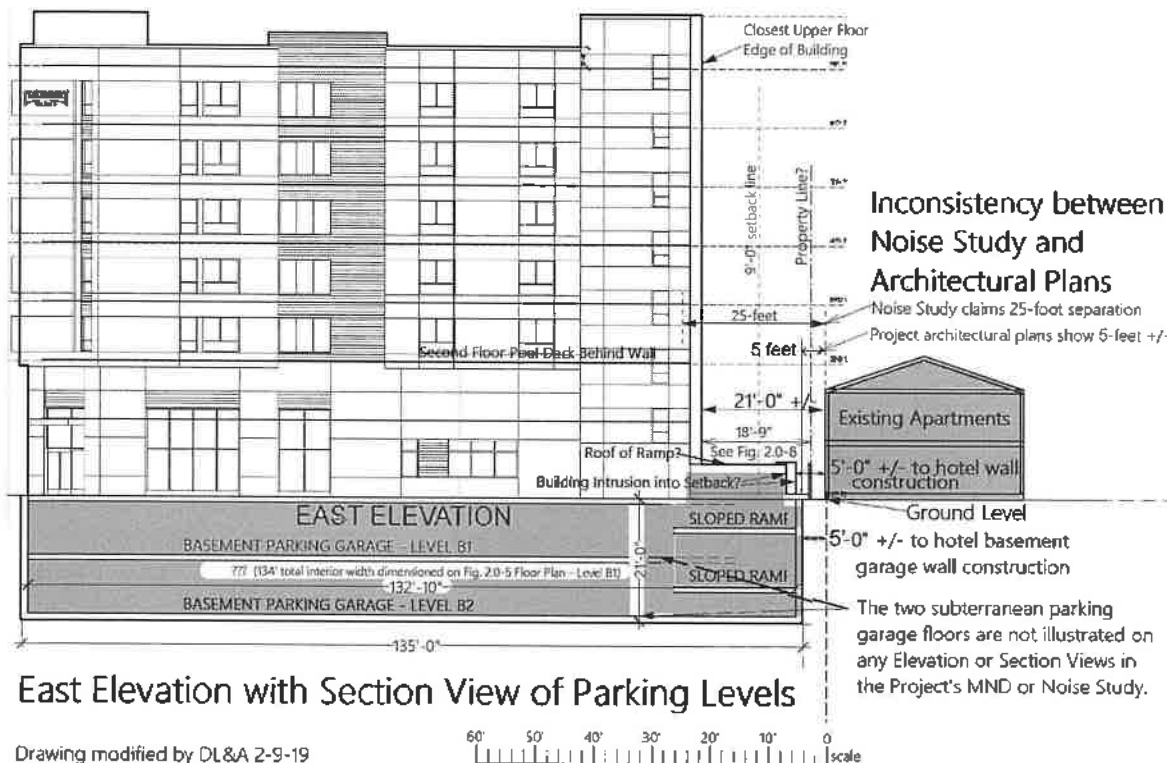 Closest Upper Floor
Edge of Building
9'-0" setback line
Property Line?
Inconsistency between
Noise Study and
Architectural Plans
Noise Study claims 25-foot separation
25-feet
Project architectural plans show 5-feet +/-
5 feet
Second Floor Pool Deck Behind Wall
21'-0" +/-
18'-9"
See Fig. 2.0-8
Existing Apartments
Roof of Ramp?
5'-0" +/- to hotel wall
construction
Building Intrusion into Setback?
Ground Level
EAST ELEVATION
SLOPED RAMP
BASEMENT PARKING GARAGE - LEVEL B1
5'-0" +/- to hotel basement
garage wall construction
??? (134' total interior width dimensioned on Fig. 2.0-5 Floor Plan - Level B1)
21'-0"
132'-10"
SLOPED RAMP
BASEMENT PARKING GARAGE - LEVEL B2
The two subterranean parking
garage floors are not illustrated on
any Elevation or Section Views in
the Project's MND or Noise Study.
135'-0"
East Elevation with Section View of Parking Levels
Drawing modified by DL&A 2-9-19
60' 50' 40' 30' 20' 10' 0
scale